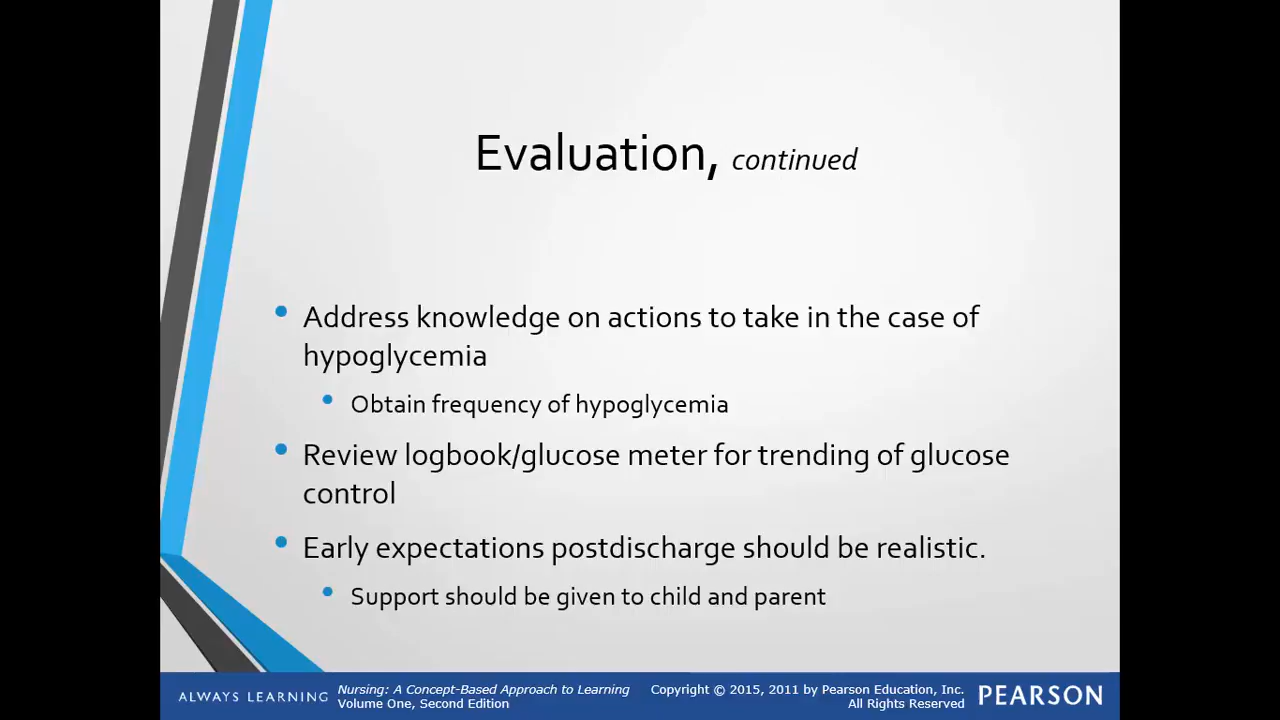 Evaluation, continued
Address knowledge on actions to take in the case of
hypoglycemia
Obtain frequency of hypoglycemia
Review logbook/glucose meter for trending of glucose
control
Early expectations postdischarge should be realistic.
Support should be given to child and parent
ALWAYS LEARNING
Nursing: A Concept-Based Approach to Learning
Volume One, Second Edition
Copyright © 2015, 2011 by Pearson Education, Inc.
All Rights Reserved
PEARSON